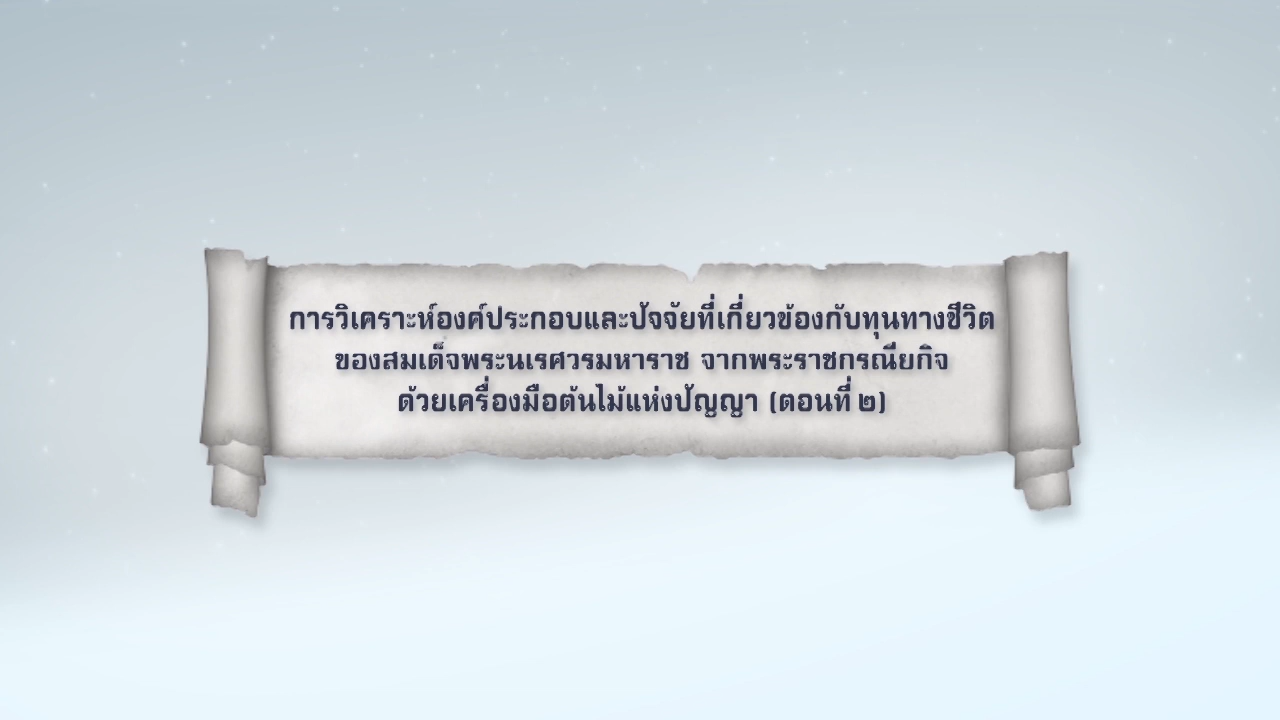 การวิเคราะห์องค์ประกอบและปัจจัยที่เกี่ยวข้องกับทุนทางชีวิต
ของสมเด็จพระนเรศวรมหาราช จากพระราชกรณียกิจ
ด้วยเครื่องมือต้นไม้แห่งปัญญา (ตอนที่ ๒)